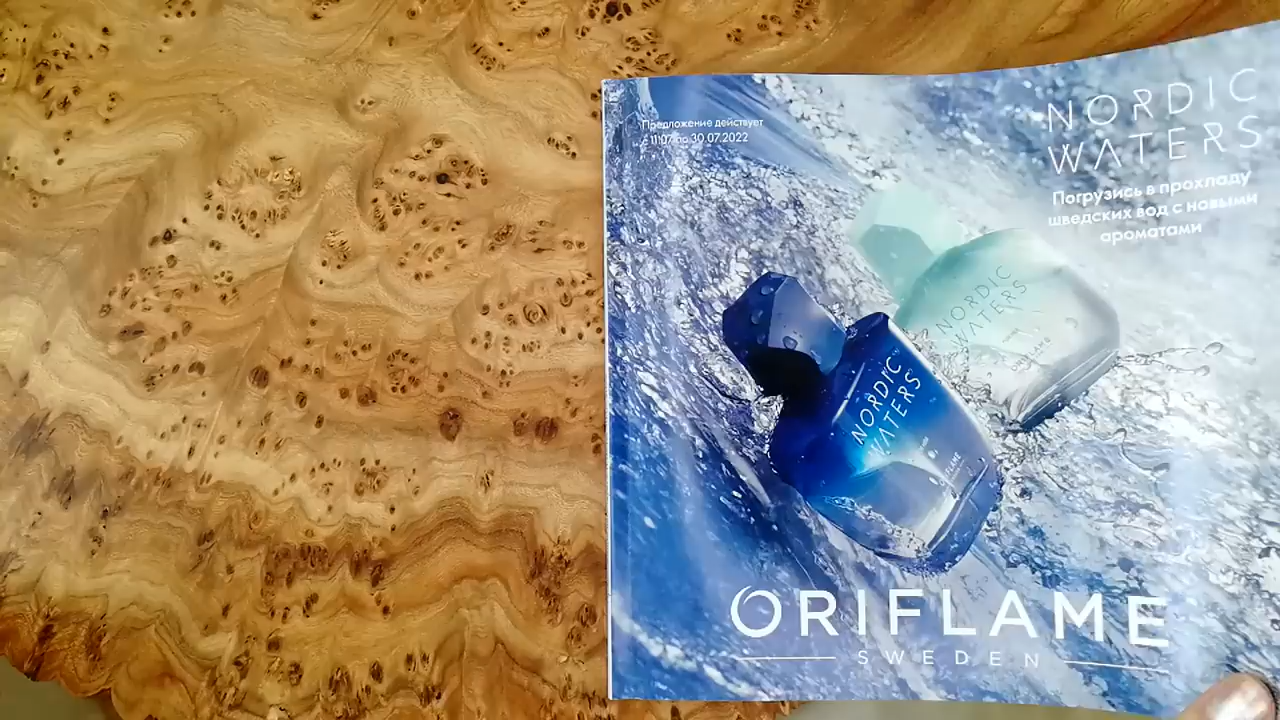 Предложение действует
с 11.07 по 30.07.2022
NORDIC
WATERS
Погрузись в прохладу
шведских вод с новыми
ароматами
NORDIC
WATERS
NORDIC
WATERS
ORIFLAME
SWEDEN